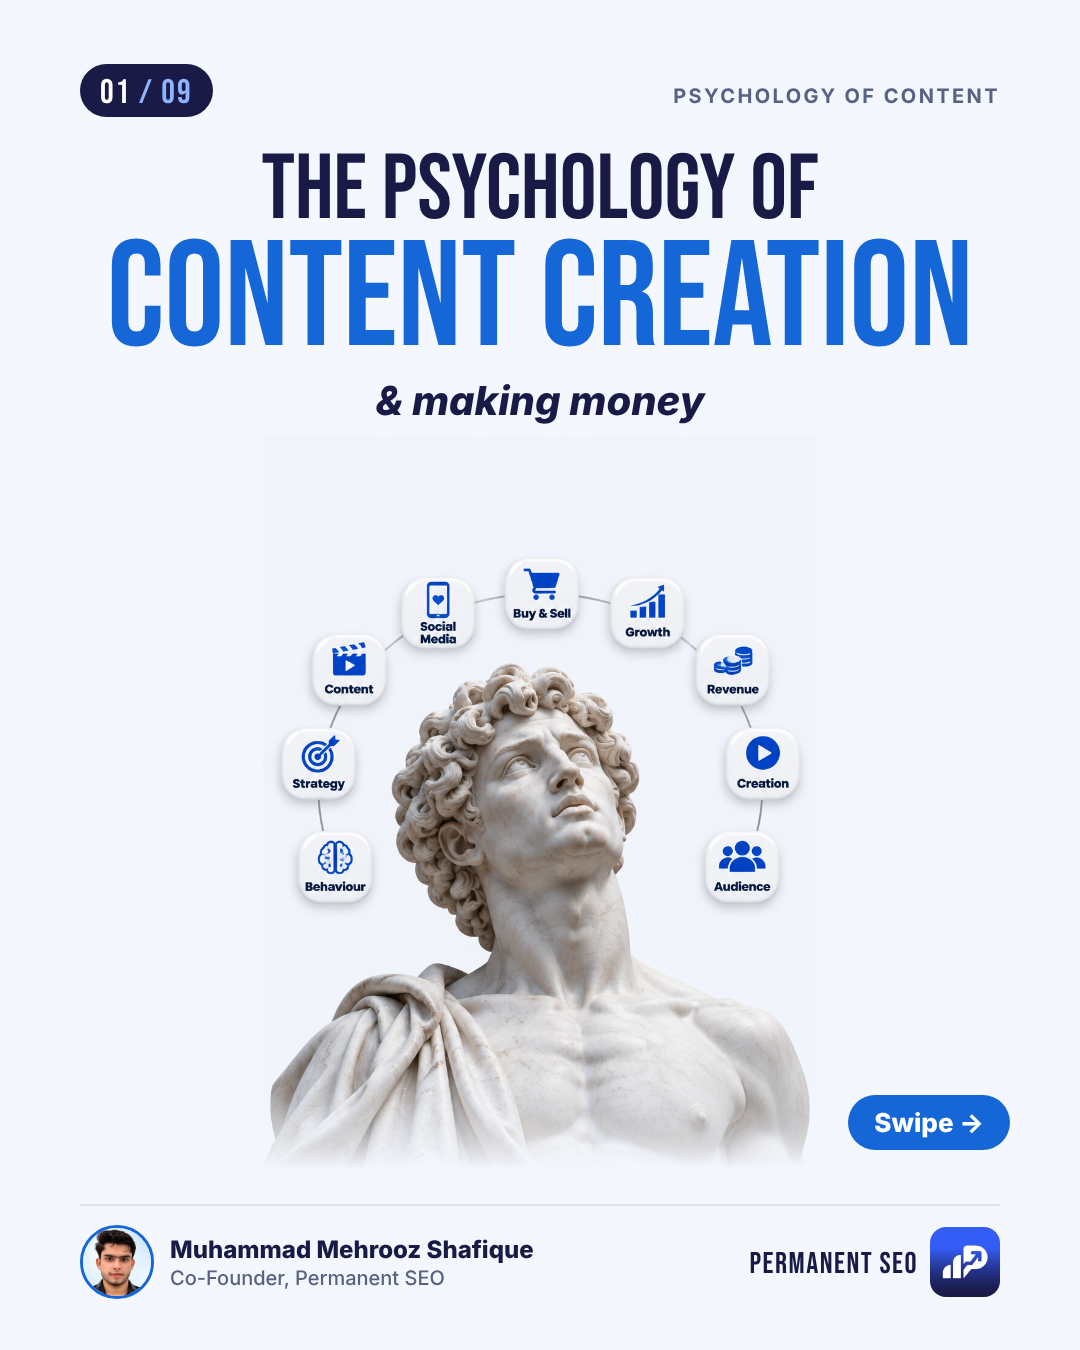 01 / 09
PSYCHOLOGY OF CONTENT
THE PSYCHOLOGY OF
CONTENT CREATION
& making money
Buy & Sell
Social
Media
Growth
Content
Revenue
Strategy
Creation
Behaviour
Audience
Swipe →
Muhammad Mehrooz Shafique
Co-Founder, Permanent SEO
PERMANENT SEO